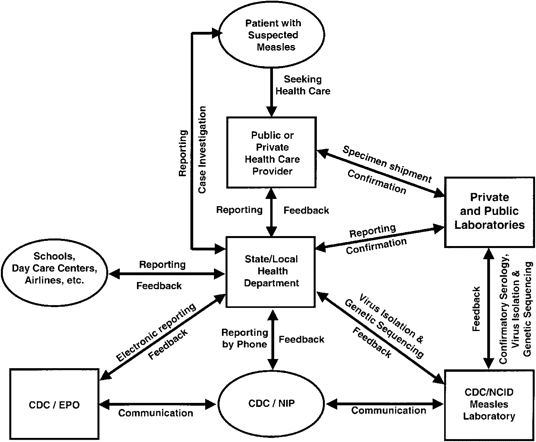 Patient with
Suspected
Measles
Seeking
Health Care
Reporting
Case Investigation
Public or
Private
Health Care
Provider
Specimen shipment
Confirmation
Private
and Public
Laboratories
Reporting
Feedback
Reporting
Confirmation
Schools,
Day Care Centers,
Airlines, etc.
Reporting
Feedback
State/Local
Health
Department
Feedback
Confirmatory Serology,
Virus Isolation &
Genetic Sequencing
Electronic reporting
Feedback
Reporting
by Phone
Feedback
Virus Isolation &
Genetic Sequencing
Feedback
CDC / EPO
Communication
CDC / NIP
Communication
CDC/NCID
Measles
Laboratory